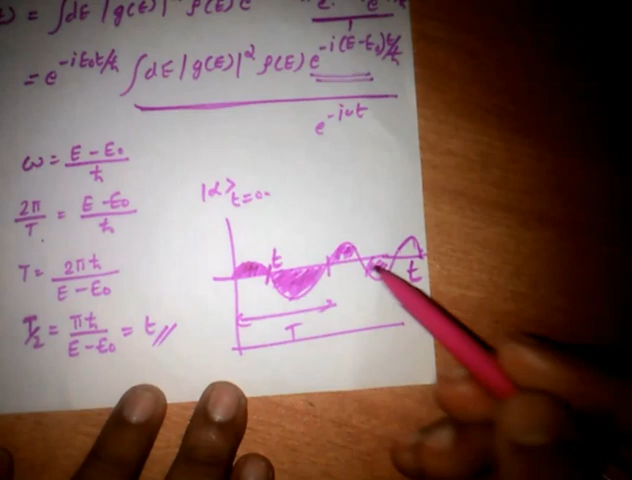 t) = ∫dE |g(E)|² ρ(E) e
= e^{-iE₀t/ℏ} ∫dE |g(E)|² ρ(E) e^{-i(E-E₀)t/ℏ}
e^{-iωt}
ω = E - E₀ / ℏ
2π / T = E - E₀ / ℏ
T = 2πℏ / E - E₀
T/2 = πℏ / E - E₀ = t //
|α⟩_{t=0}
t
t
T